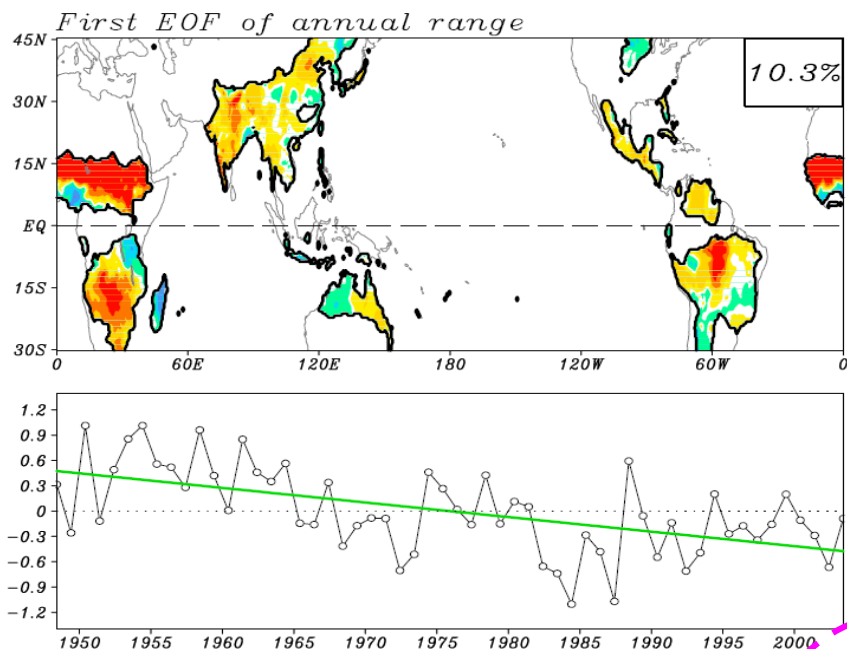 First EOF of annual range
10.3%
45N
30N
15N
EQ
15S
30S
0 60E 120E 180 120W 60W 0
1.2
0.9
0.6
0.3
0
-0.3
-0.6
-0.9
-1.2
1950 1955 1960 1965 1970 1975 1980 1985 1990 1995 2000